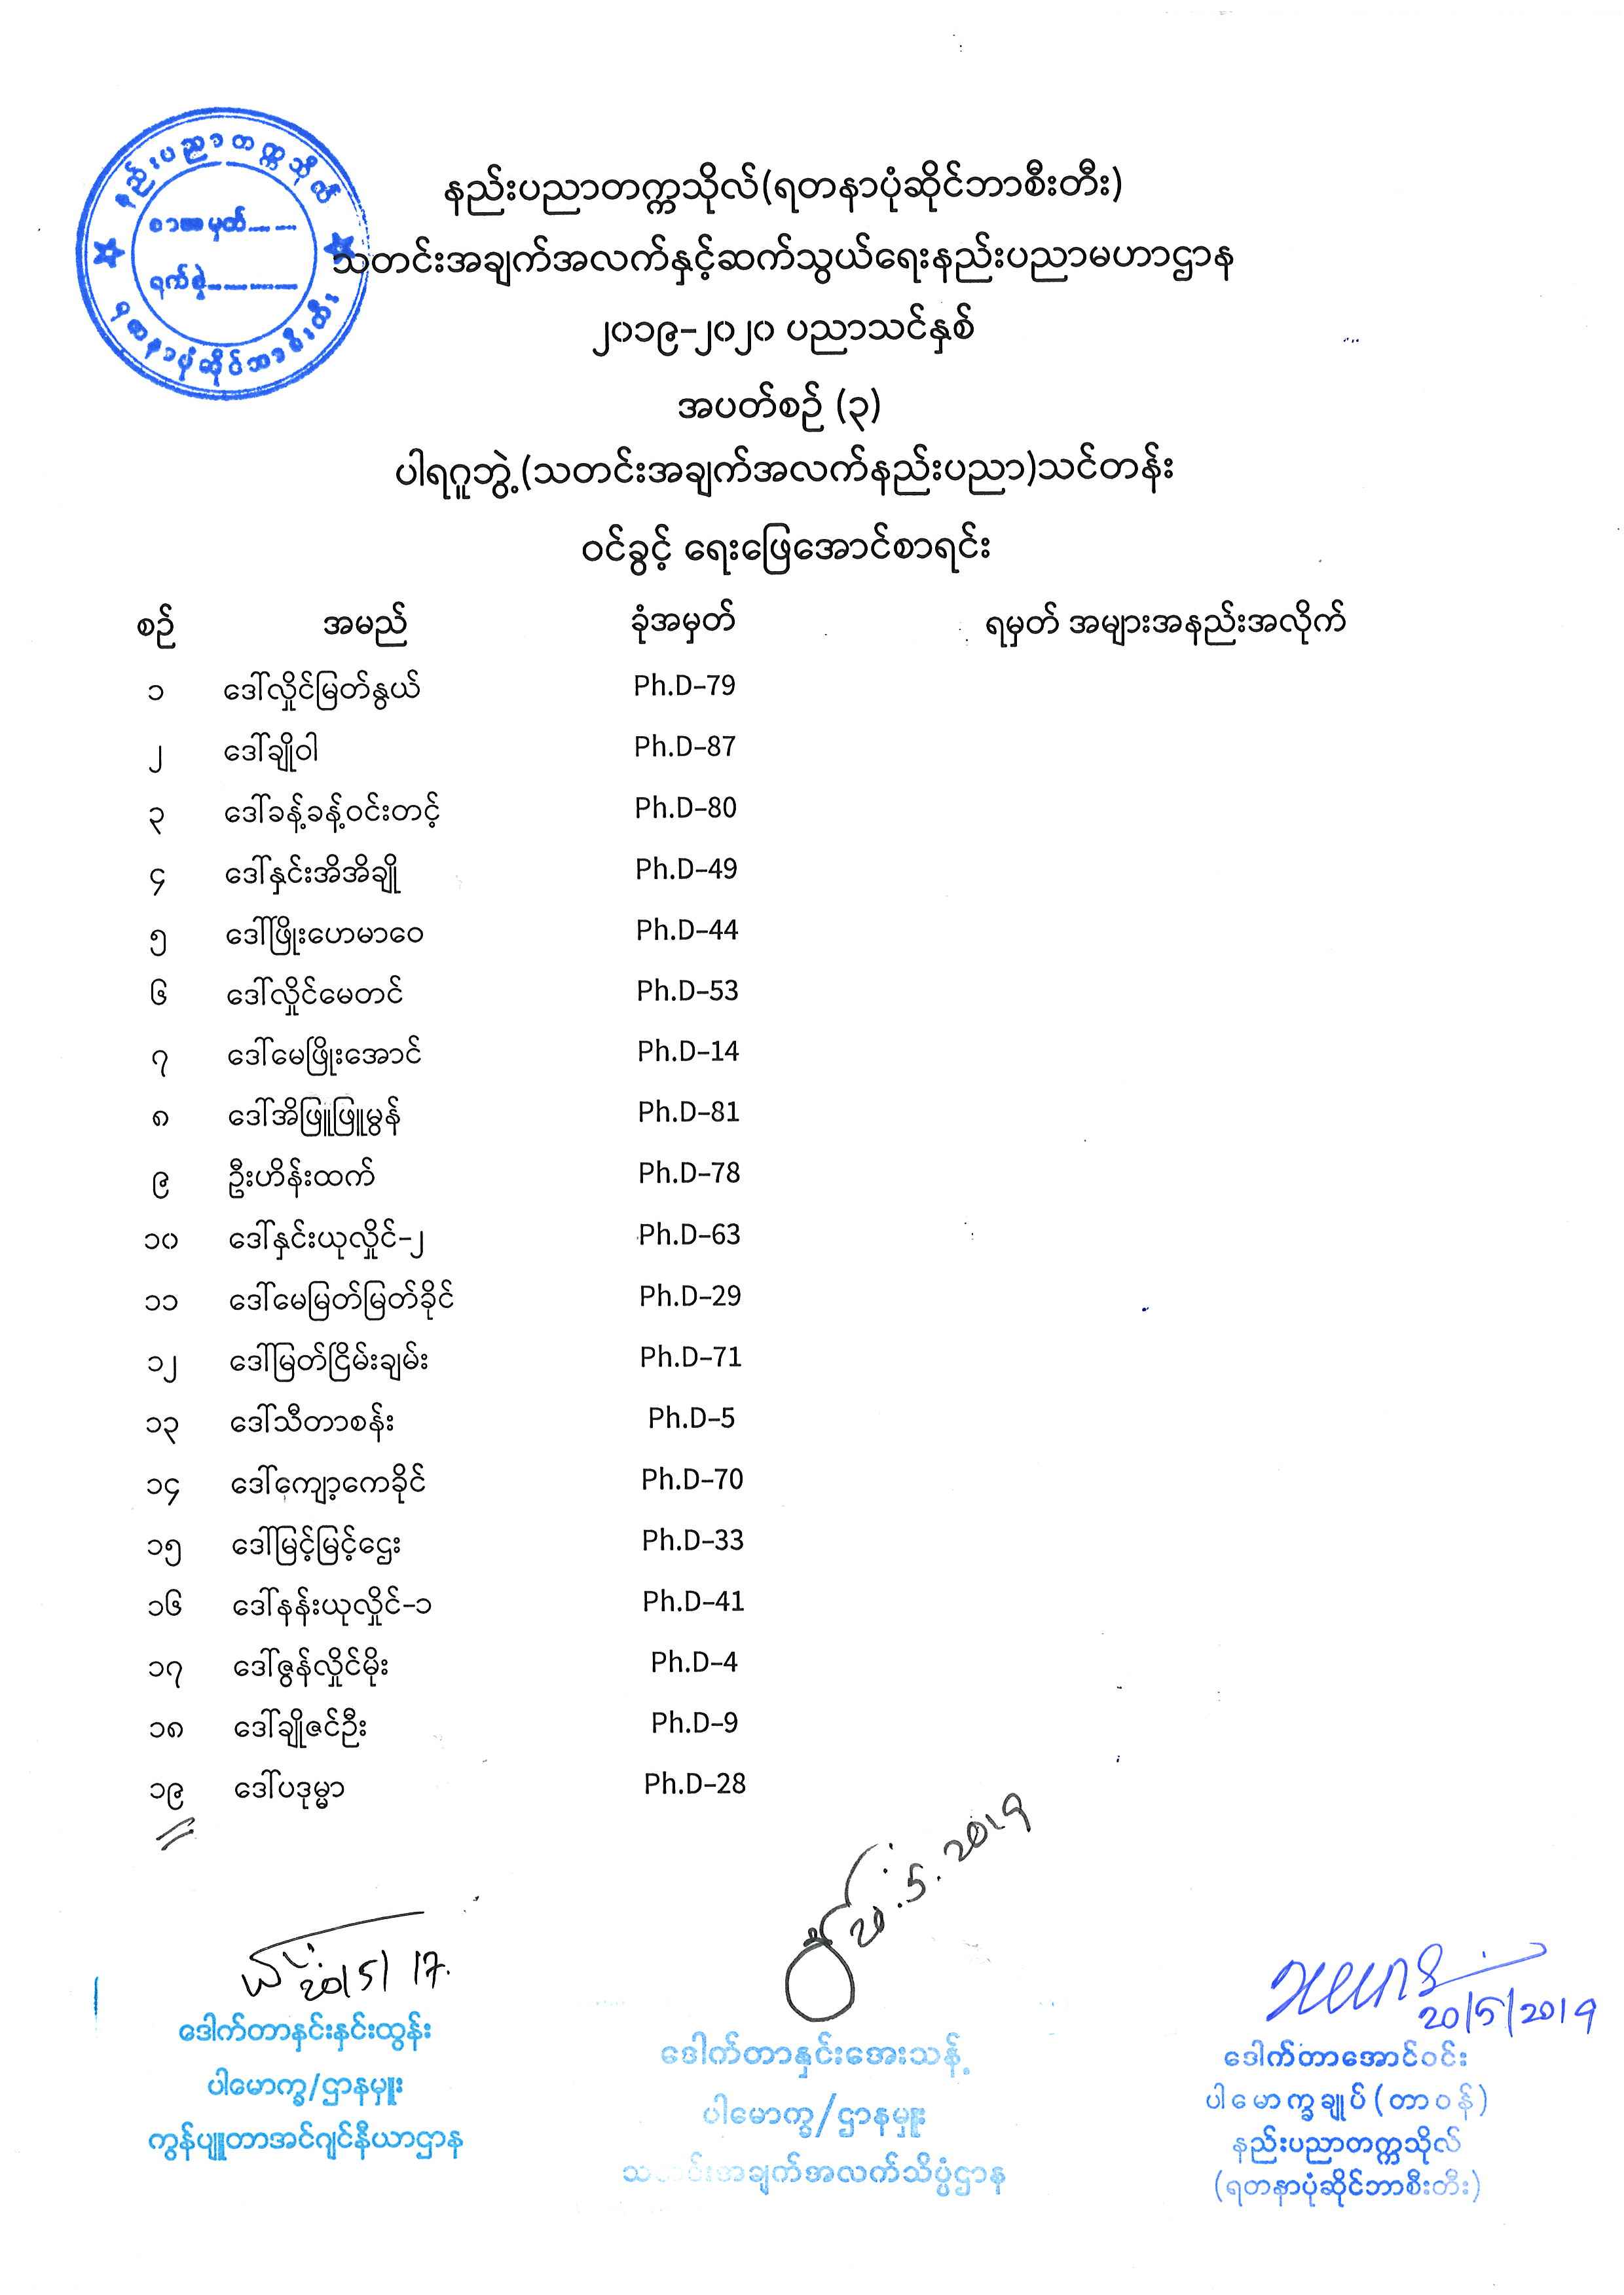 နည်းပညာတက္ကသိုလ်
စာအမှတ်
ရက်စွဲ
ရတနာပုံဆိုင်ဘာစီးတီး
နည်းပညာတက္ကသိုလ်(ရတနာပုံဆိုင်ဘာစီးတီး)
သတင်းအချက်အလက်နှင့်ဆက်သွယ်ရေးနည်းပညာမဟာဌာန
၂၀၁၉-၂၀၂၀ ပညာသင်နှစ်
အပတ်စဉ် (၃)
ပါရဂူဘွဲ့(သတင်းအချက်အလက်နည်းပညာ)သင်တန်း
ဝင်ခွင့် ရေးဖြေအောင်စာရင်း
စဉ် အမည် ခုံအမှတ် ရမှတ် အများအနည်းအလိုက်
၁ ဒေါ်လှိုင်မြတ်နွယ် Ph.D-79
၂ ဒေါ်ချိုဝါ Ph.D-87
၃ ဒေါ်ခန့်ခန့်ဝင်းတင့် Ph.D-80
၄ ဒေါ်နှင်းအိအိချို Ph.D-49
၅ ဒေါ်ဖြိုးဟေမာဝေ Ph.D-44
၆ ဒေါ်လှိုင်မေတင် Ph.D-53
၇ ဒေါ်မေဖြိုးအောင် Ph.D-14
၈ ဒေါ်အိဖြူဖြူမွန် Ph.D-81
၉ ဦးဟိန်းထက် Ph.D-78
၁၀ ဒေါ်နှင်းယုလှိုင်-၂ Ph.D-63
၁၁ ဒေါ်မေမြတ်မြတ်ခိုင် Ph.D-29
၁၂ ဒေါ်မြတ်ငြိမ်းချမ်း Ph.D-71
၁၃ ဒေါ်သီတာစန်း Ph.D-5
၁၄ ဒေါ်ကျော့ကေခိုင် Ph.D-70
၁၅ ဒေါ်မြင့်မြင့်ဌေး Ph.D-33
၁၆ ဒေါ်နန်းယုလှိုင်-၁ Ph.D-41
၁၇ ဒေါ်ဇွန်လှိုင်မိုး Ph.D-4
၁၈ ဒေါ်ချိုဇင်ဦး Ph.D-9
၁၉ ဒေါ်ပဒုမ္မာ Ph.D-28
20/5/17.
ဒေါက်တာနှင်းနှင်းထွန်း
ပါမောက္ခ/ဌာနမှူး
ကွန်ပျူတာအင်ဂျင်နီယာဌာန
20.5.2019
ဒေါက်တာနှင်းအေးသန့်
ပါမောက္ခ/ဌာနမှူး
သတင်းအချက်အလက်သိပ္ပံဌာန
20/5/2019
ဒေါက်တာအောင်ဝင်း
ပါမောက္ခချုပ်(တာဝန်)
နည်းပညာတက္ကသိုလ်
(ရတနာပုံဆိုင်ဘာစီးတီး)